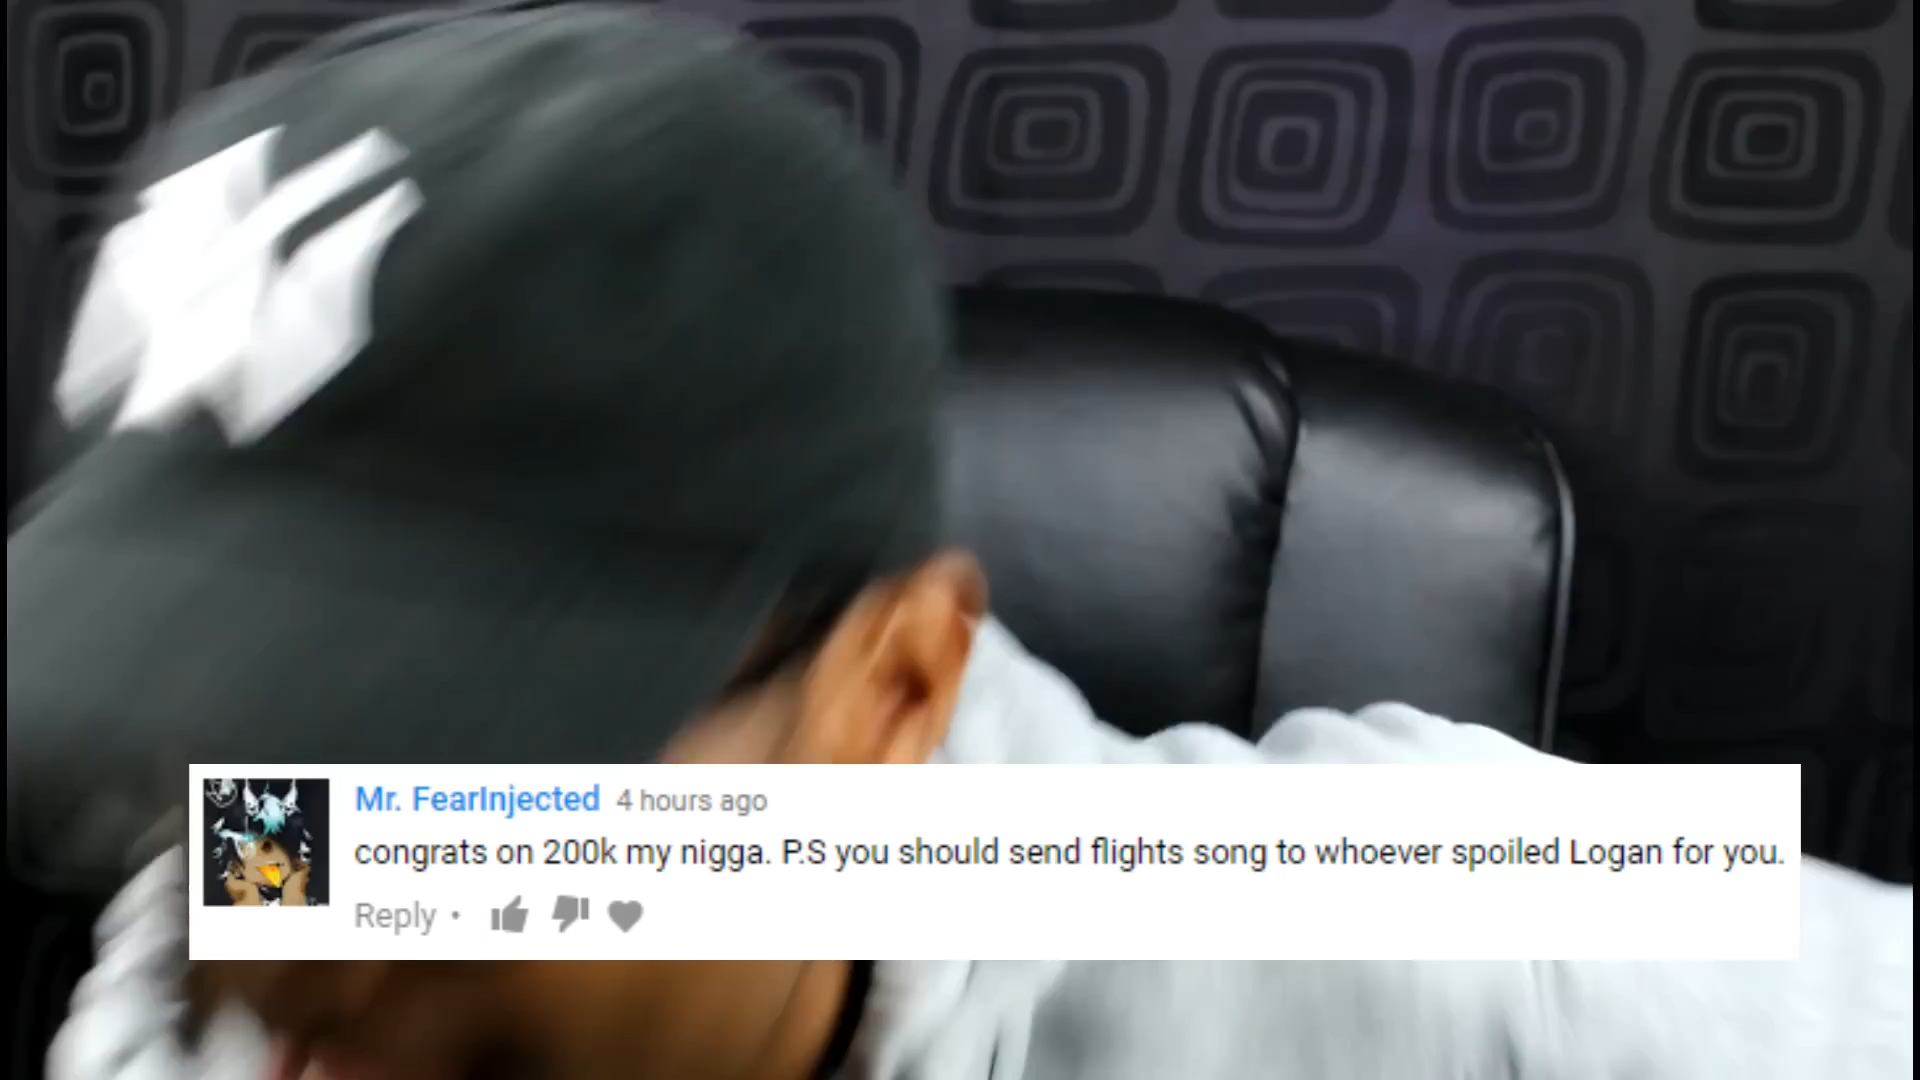 Mr. FearInjected 4 hours ago
congrats on 200k my nigga. P.S you should send flights song to whoever spoiled Logan for you.
Reply •